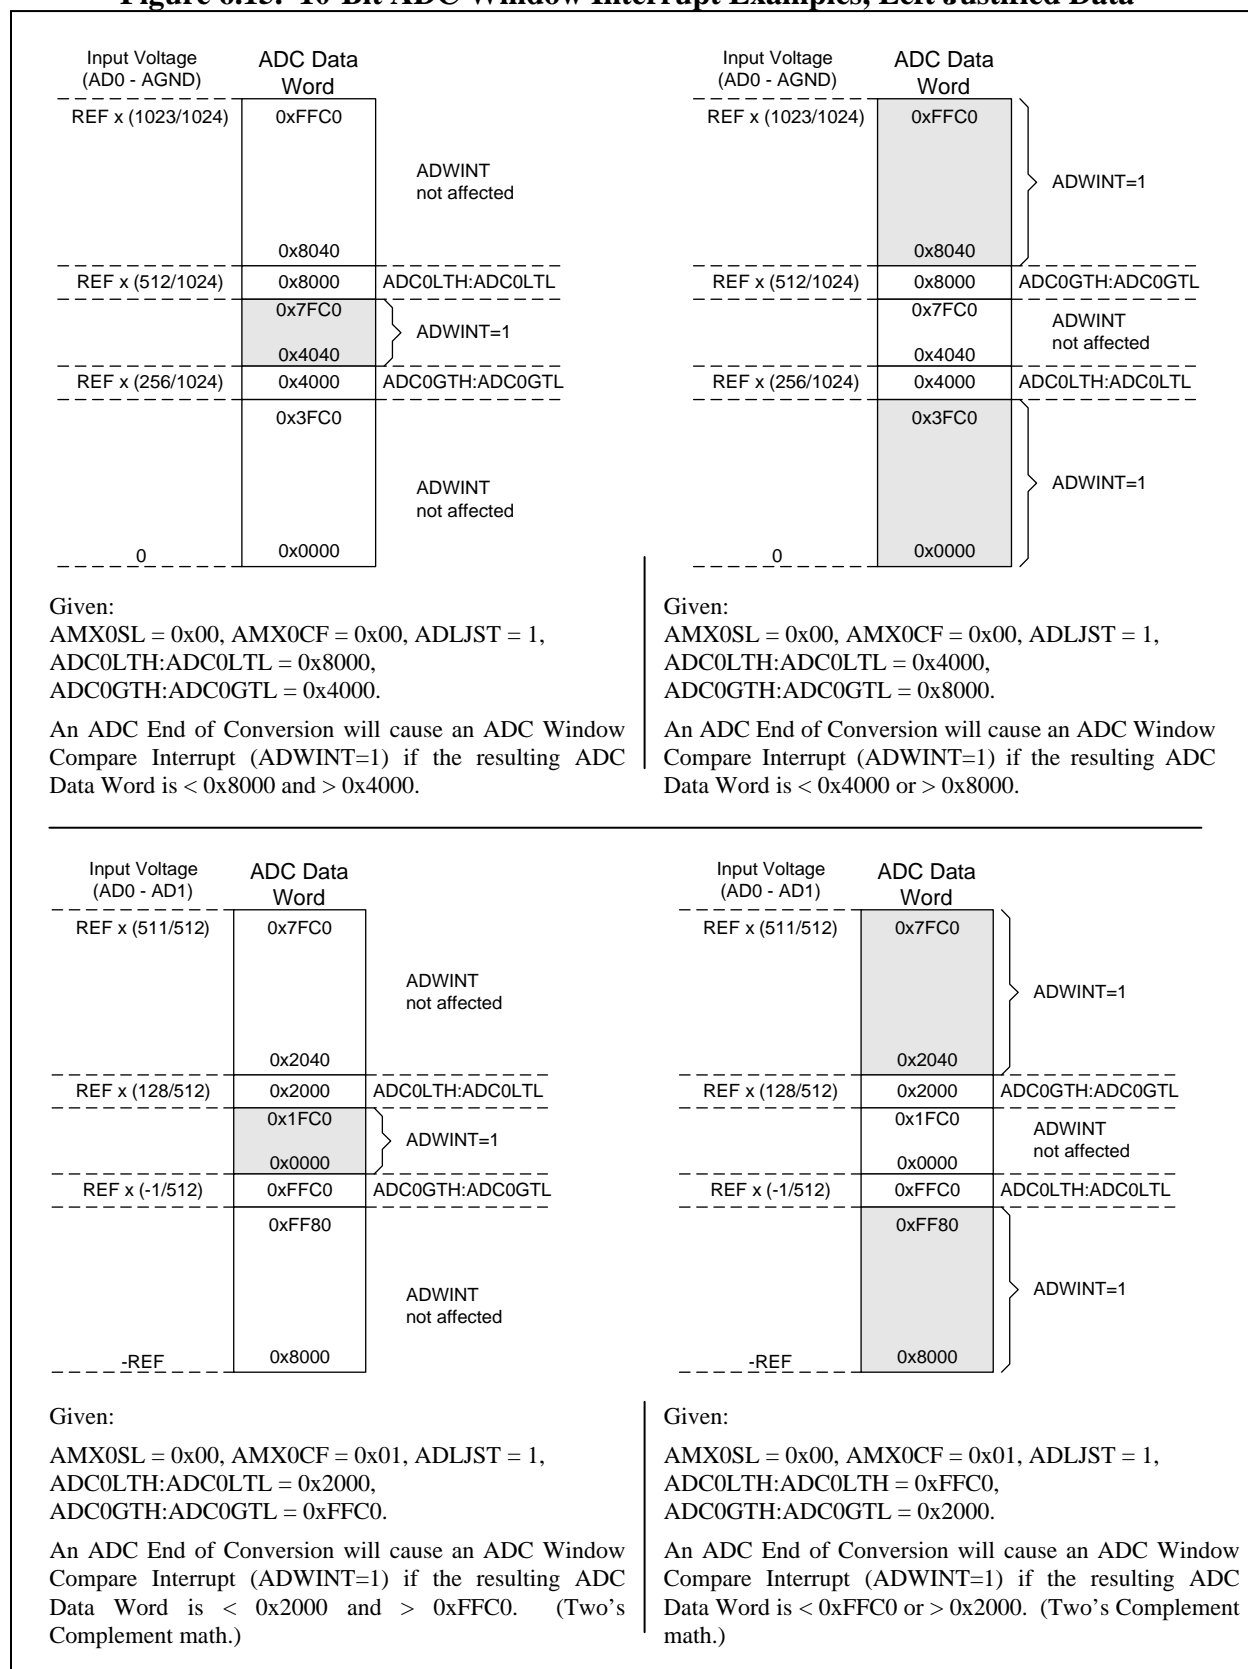 Figure 6.15. 10-Bit ADC Window Interrupt Examples, Left Justified Data
Input Voltage
(AD0 - AGND)
ADC Data
Word
REF x (1023/1024)
0xFFC0
ADWINT
not affected
0x8040
REF x (512/1024)
0x8000
ADC0LTH:ADC0LTL
0x7FC0
ADWINT=1
0x4040
REF x (256/1024)
0x4000
ADC0GTH:ADC0GTL
0x3FC0
ADWINT
not affected
0
0x0000
Given:
AMX0SL = 0x00, AMX0CF = 0x00, ADLJST = 1,
ADC0LTH:ADC0LTL = 0x8000,
ADC0GTH:ADC0GTL = 0x4000.
An ADC End of Conversion will cause an ADC Window
Compare Interrupt (ADWINT=1) if the resulting ADC
Data Word is < 0x8000 and > 0x4000.
Input Voltage
(AD0 - AGND)
ADC Data
Word
REF x (1023/1024)
0xFFC0
ADWINT=1
0x8040
REF x (512/1024)
0x8000
ADC0GTH:ADC0GTL
0x7FC0
ADWINT
not affected
0x4040
REF x (256/1024)
0x4000
ADC0LTH:ADC0LTL
0x3FC0
ADWINT=1
0
0x0000
Given:
AMX0SL = 0x00, AMX0CF = 0x00, ADLJST = 1,
ADC0LTH:ADC0LTL = 0x4000,
ADC0GTH:ADC0GTL = 0x8000.
An ADC End of Conversion will cause an ADC Window
Compare Interrupt (ADWINT=1) if the resulting ADC
Data Word is < 0x4000 or > 0x8000.
Input Voltage
(AD0 - AD1)
ADC Data
Word
REF x (511/512)
0x7FC0
ADWINT
not affected
0x2040
REF x (128/512)
0x2000
ADC0LTH:ADC0LTL
0x1FC0
ADWINT=1
0x0000
REF x (-1/512)
0xFFC0
ADC0GTH:ADC0GTL
0xFF80
ADWINT
not affected
-REF
0x8000
Given:
AMX0SL = 0x00, AMX0CF = 0x01, ADLJST = 1,
ADC0LTH:ADC0LTL = 0x2000,
ADC0GTH:ADC0GTL = 0xFFC0.
An ADC End of Conversion will cause an ADC Window
Compare Interrupt (ADWINT=1) if the resulting ADC
Data Word is < 0x2000 and > 0xFFC0. (Two's
Complement math.)
Input Voltage
(AD0 - AD1)
ADC Data
Word
REF x (511/512)
0x7FC0
ADWINT=1
0x2040
REF x (128/512)
0x2000
ADC0GTH:ADC0GTL
0x1FC0
ADWINT
not affected
0x0000
REF x (-1/512)
0xFFC0
ADC0LTH:ADC0LTL
0xFF80
ADWINT=1
-REF
0x8000
Given:
AMX0SL = 0x00, AMX0CF = 0x01, ADLJST = 1,
ADC0LTH:ADC0LTH = 0xFFC0,
ADC0GTH:ADC0GTL = 0x2000.
An ADC End of Conversion will cause an ADC Window
Compare Interrupt (ADWINT=1) if the resulting ADC
Data Word is < 0xFFC0 or > 0x2000. (Two's Complement
math.)